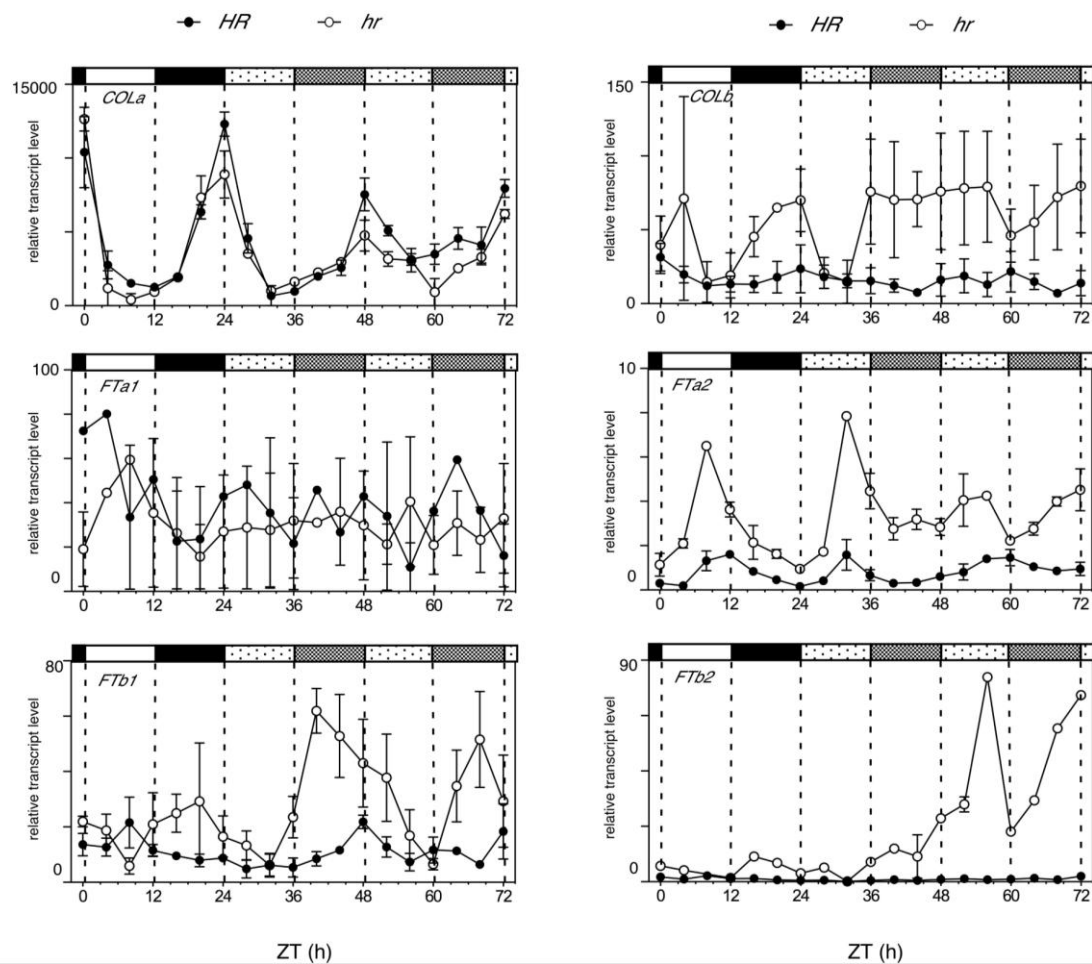 HR hr HR hr
15000 COLa
relative transcript level
0
0 12 24 36 48 60 72
150 COLb
relative transcript level
0
0 12 24 36 48 60 72
100 FTa1
relative transcript level
0
0 12 24 36 48 60 72
10 FTa2
relative transcript level
0
0 12 24 36 48 60 72
80 FTb1
relative transcript level
0
0 12 24 36 48 60 72
90 FTb2
relative transcript level
0
0 12 24 36 48 60 72
ZT (h) ZT (h)